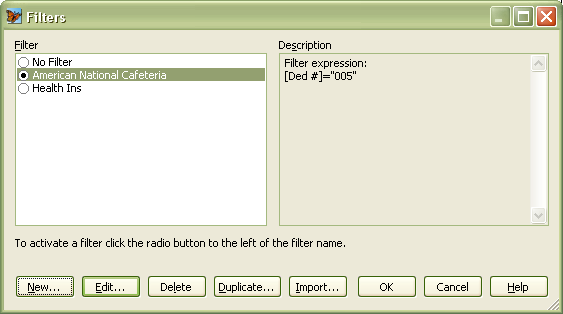 Filters
Filter
Description
No Filter
American National Cafeteria
Health Ins
Filter expression:
[Ded #]="005"
To activate a filter click the radio button to the left of the filter name.
New... Edit... Delete Duplicate... Import... OK Cancel Help